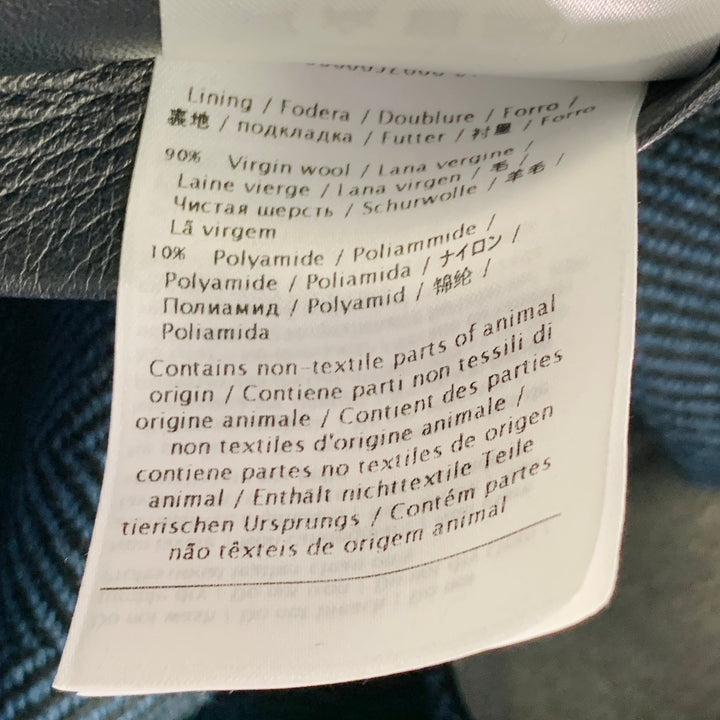 Lining / Fodera / Doublure / Forro /
裏地 / подкладка / Futter / 衬里 / Forro
90% Virgin wool / Lana vergine /
Laine vierge / Lana virgen / 毛 /
Чистая шерсть / Schurwolle / 羊毛 /
Lã virgem
10% Polyamide / Poliammide /
Polyamide / Poliamida / ナイロン /
Полиамид / Polyamid / 锦纶 /
Poliamida
Contains non-textile parts of animal
origin / Contiene parti non tessili di
origine animale / Contient des parties
non textiles d'origine animale /
contiene partes no textiles de origen
animal / Enthält nichttextile Teile
tierischen Ursprungs / Contém partes
não têxteis de origem animal